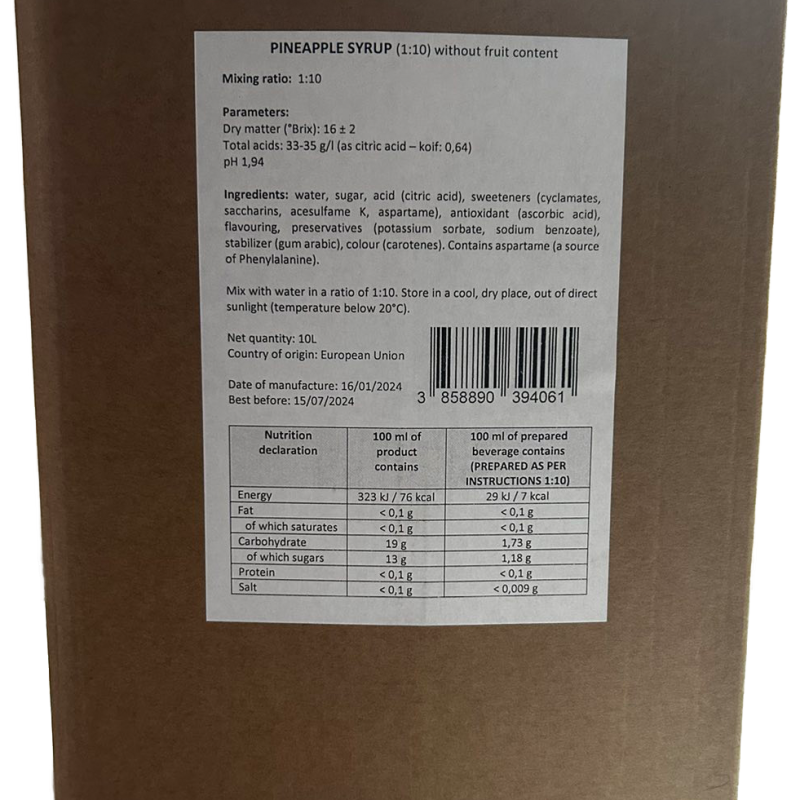 PINEAPPLE SYRUP (1:10) without fruit content
Mixing ratio: 1:10
Parameters:
Dry matter (°Brix): 16 ± 2
Total acids: 33-35 g/l (as citric acid – koif: 0,64)
pH 1,94
Ingredients: water, sugar, acid (citric acid), sweeteners (cyclamates,
saccharins, acesulfame K, aspartame), antioxidant (ascorbic acid),
flavouring, preservatives (potassium sorbate, sodium benzoate),
stabilizer (gum arabic), colour (carotenes). Contains aspartame (a source
of Phenylalanine).
Mix with water in a ratio of 1:10. Store in a cool, dry place, out of direct
sunlight (temperature below 20°C).
Net quantity: 10L
Country of origin: European Union
Date of manufacture: 16/01/2024
Best before: 15/07/2024
3 858890 394061
Nutrition declaration 100 ml of product contains 100 ml of prepared beverage contains (PREPARED AS PER INSTRUCTIONS 1:10)
Energy 323 kJ / 76 kcal 29 kJ / 7 kcal
Fat < 0,1 g < 0,1 g
of which saturates < 0,1 g < 0,1 g
Carbohydrate 19 g 1,73 g
of which sugars 13 g 1,18 g
Protein < 0,1 g < 0,1 g
Salt < 0,1 g < 0,009 g